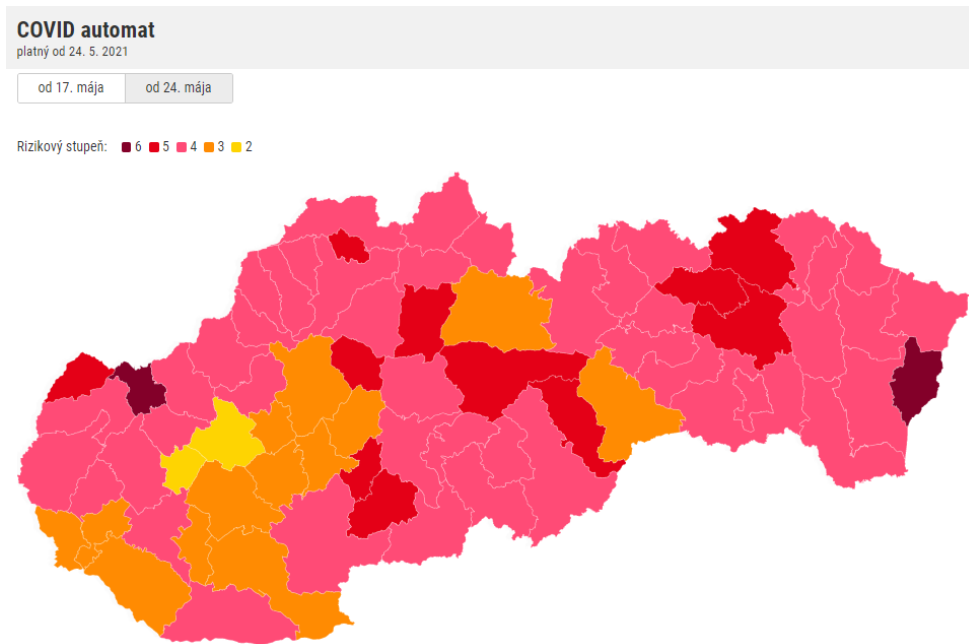 COVID automat
platný od 24. 5. 2021
od 17. mája od 24. mája
Rizikový stupeň: 6 5 4 3 2